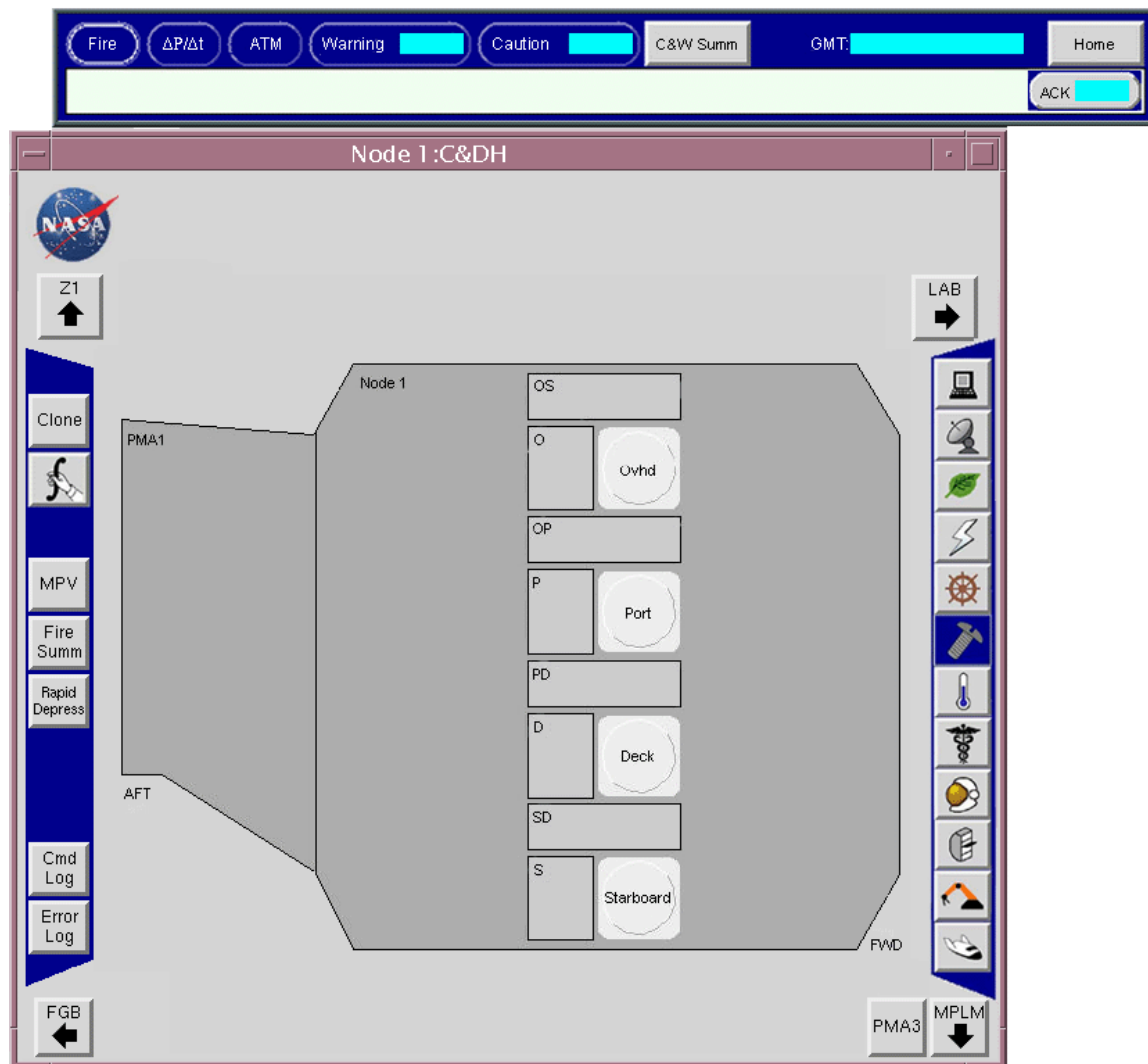 Fire ΔP/Δt ATM Warning Caution C&W Summ GMT: Home
ACK
Node 1:C&DH
NASA
Z1
LAB
Node 1
OS
Clone
PMA1
O
Ovhd
OP
MPV
P
Port
Fire
Summ
PD
Rapid
Depress
D
Deck
AFT
SD
Cmd
Log
S
Starboard
Error
Log
FWD
FGB
PMA3
MPLM